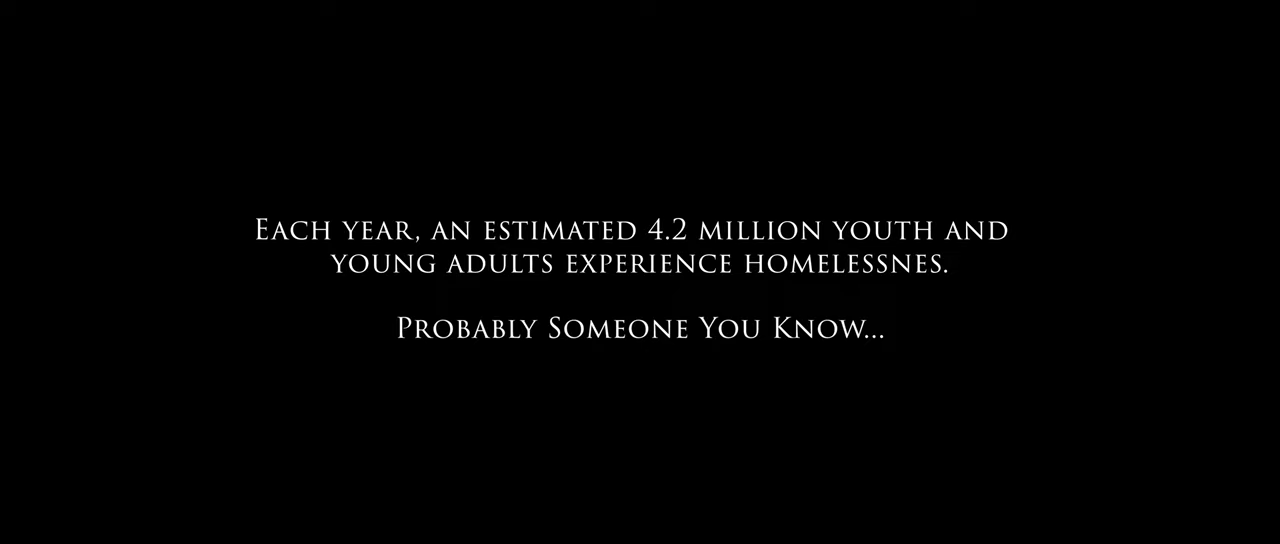 Each year, an estimated 4.2 million youth and
young adults experience homelessnes.
Probably Someone You Know...